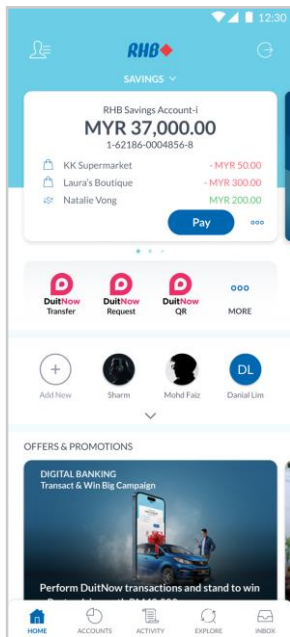 12:30
RHB
SAVINGS
RHB Savings Account-i
MYR 37,000.00
1-62186-0004856-8
KK Supermarket - MYR 50.00
Laura's Boutique - MYR 300.00
Natalie Vong MYR 200.00
Pay
DuitNow DuitNow DuitNow
Transfer Request QR MORE
DL
Add New Sharm Mohd Faiz Danial Lim
OFFERS & PROMOTIONS
DIGITAL BANKING
Transact & Win Big Campaign
Perform DuitNow transactions and stand to win
HOME ACCOUNTS ACTIVITY EXPLORE INBOX